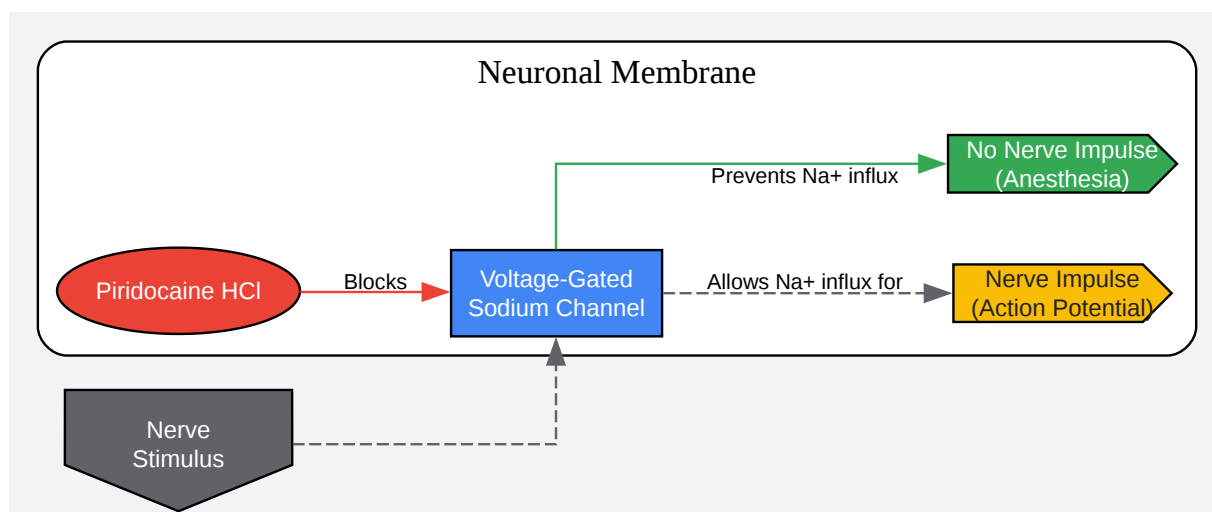 Neuronal Membrane
No Nerve Impulse
(Anesthesia)
Prevents Na+ influx
Piridocaine HCl
Blocks
Voltage-Gated
Sodium Channel
Allows Na+ influx for
Nerve Impulse
(Action Potential)
Nerve
Stimulus